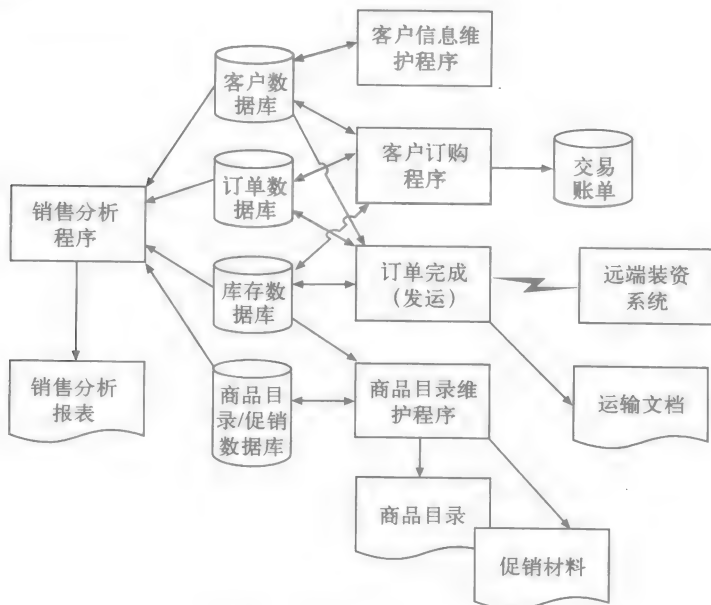 客户数
据库
客户信息维
护程序
订单数
据库
客户订购
程序
交易
账单
销售分析
程序
库存数
据库
订单完成
（发运）
远端装资
系统
销售分析
报表
商品目
录/促销
数据库
商品目录维
护程序
运输文档
商品目录
促销材料